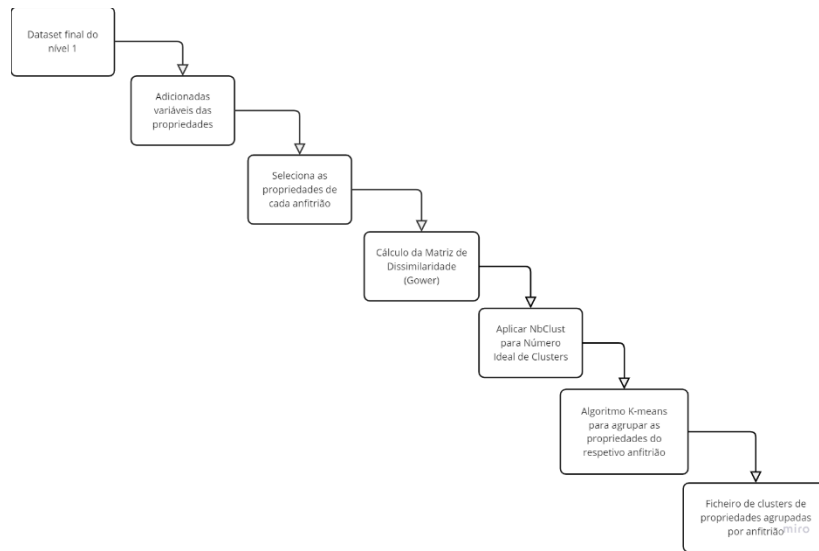 Dataset final do
nível 1
Adicionadas
variáveis das
propriedades
Seleciona as
propriedades de
cada anfitrião
Cálculo da Matriz de
Dissimilaridade
(Gower)
Aplicar NbClust
para Número
Ideal de Clusters
Algoritmo K-means
para agrupar as
propriedades do
respetivo anfitrião
Ficheiro de clusters de
propriedades agrupadas
por anfitrião
miro